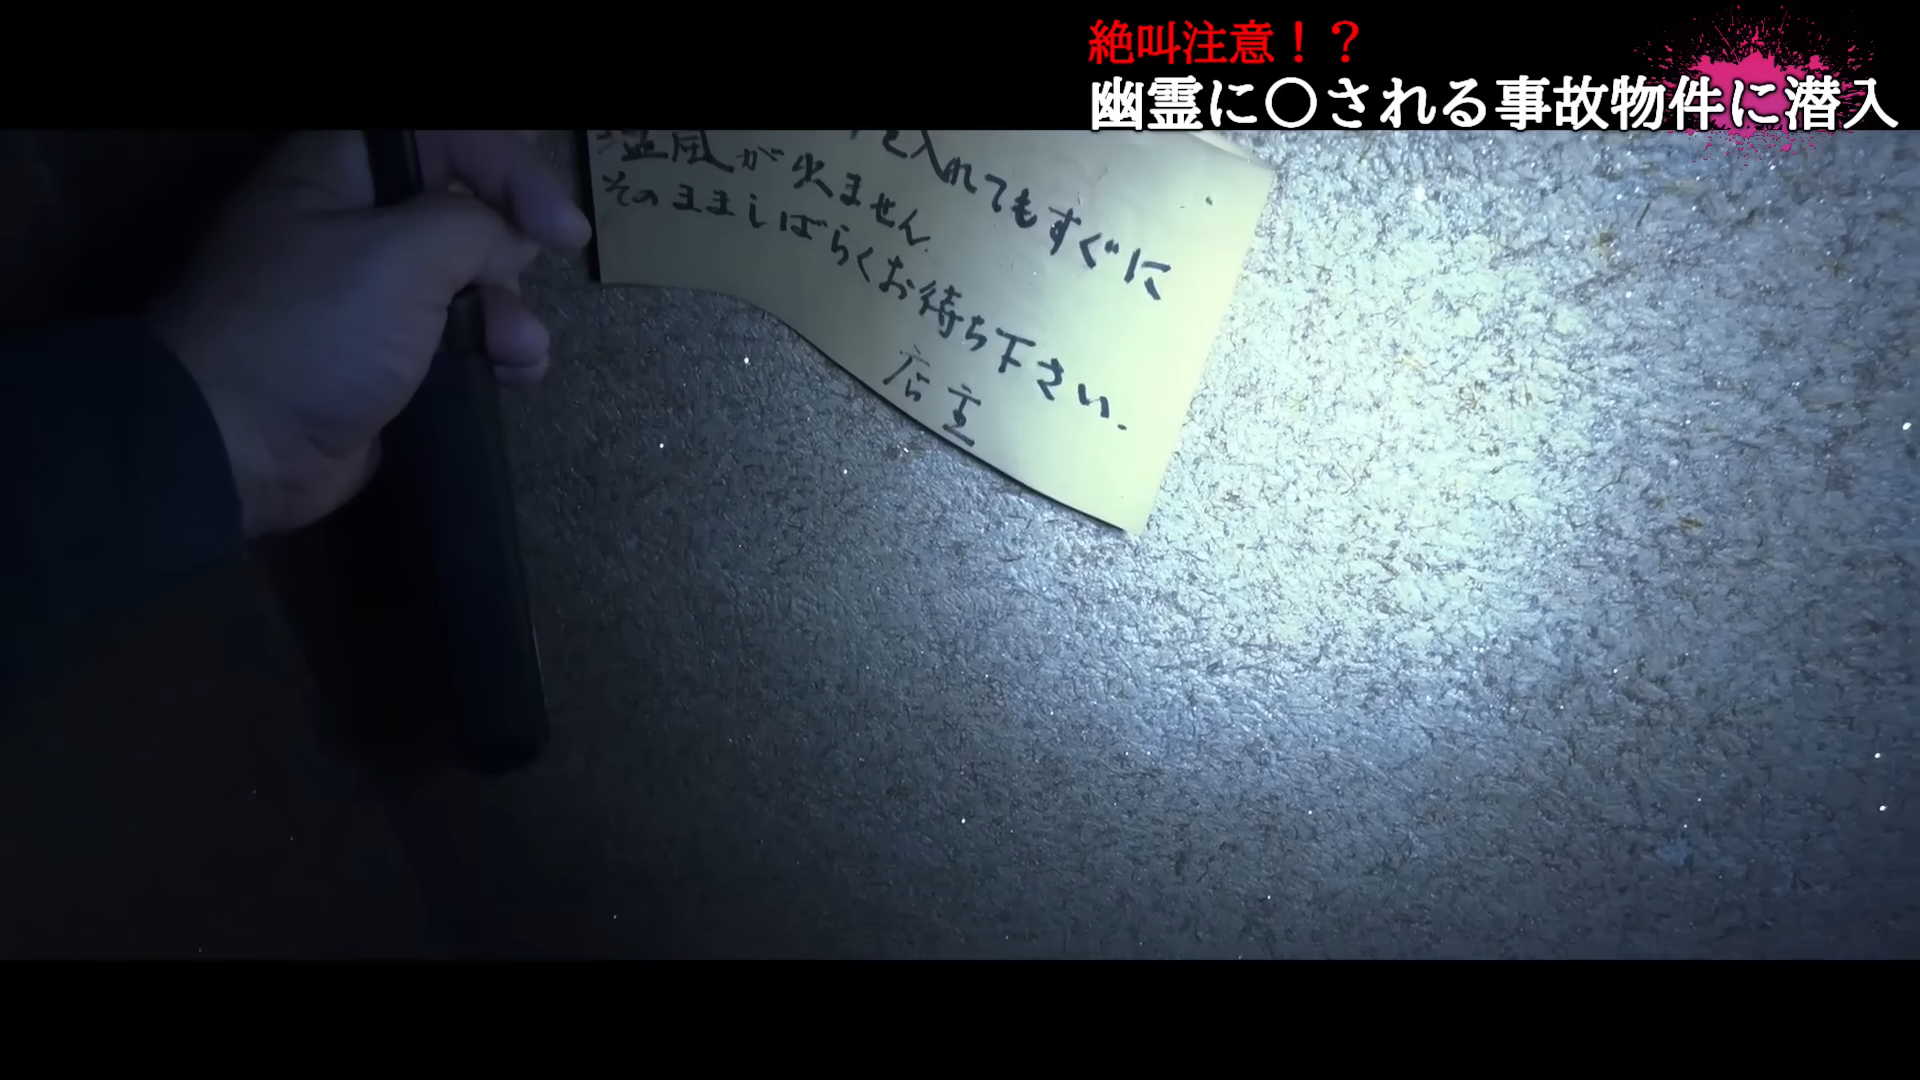 絶叫注意！？
幽霊に〇される事故物件に潜入
を入れてもすぐに
温風が出ません.
そのまましばらくお待ち下さい.
店主